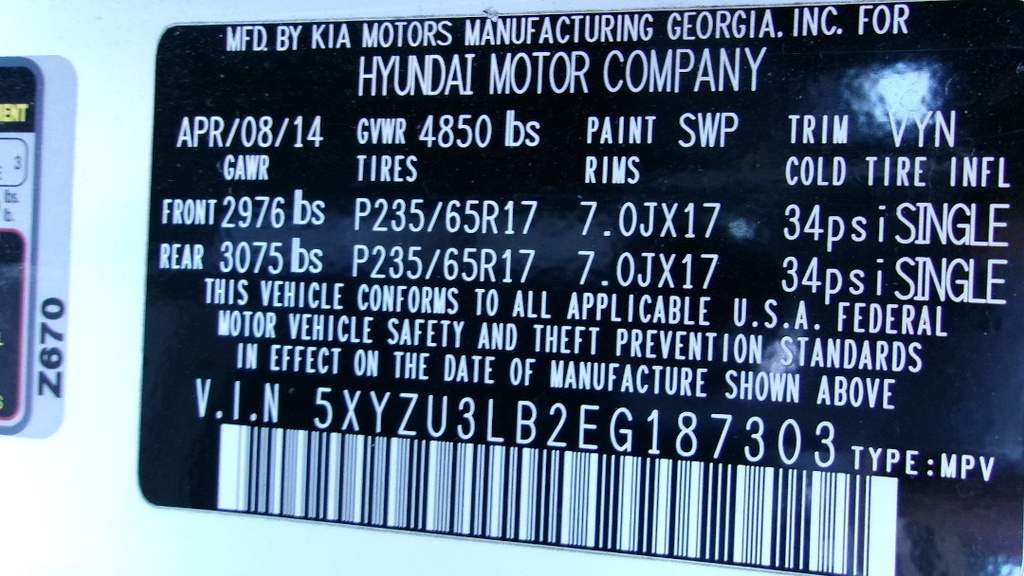 MFD. BY KIA MOTORS MANUFACTURING GEORGIA. INC. FOR
HYUNDAI MOTOR COMPANY
APR/08/14 GVWR 4850 lbs PAINT SWP TRIM VYN
GAWR TIRES RIMS COLD TIRE INFL
FRONT 2976 lbs P235/65R17 7.0JX17 34psi SINGLE
REAR 3075 lbs P235/65R17 7.0JX17 34psi SINGLE
THIS VEHICLE CONFORMS TO ALL APPLICABLE U.S.A. FEDERAL
MOTOR VEHICLE SAFETY AND THEFT PREVENTION STANDARDS
IN EFFECT ON THE DATE OF MANUFACTURE SHOWN ABOVE
V.I.N 5XYZU3LB2EG187303 TYPE:MPV
Z670
3
lbs.
lb.